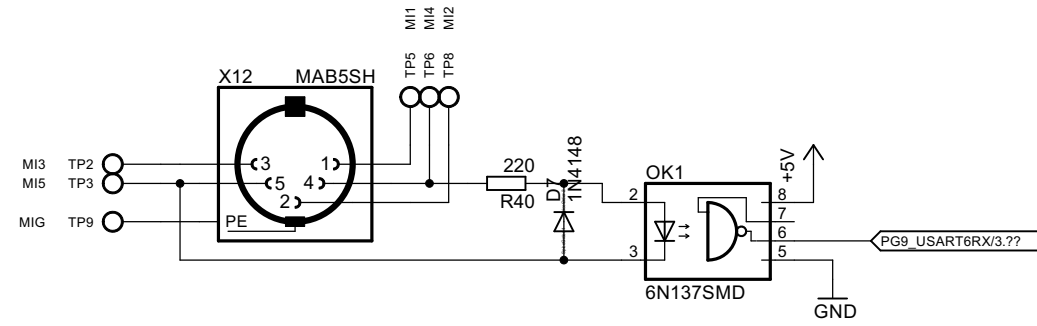 MI1
MI4
MI2
TP5
TP6
TP8
X12 MAB5SH
MI3 TP2
MI5 TP3
MIG TP9
3
1
5
4
2
PE
220
R40
D7
1N4148
OK1
+5V
2
3
8
7
6
5
6N137SMD
PG9_USART6RX/3.??
GND